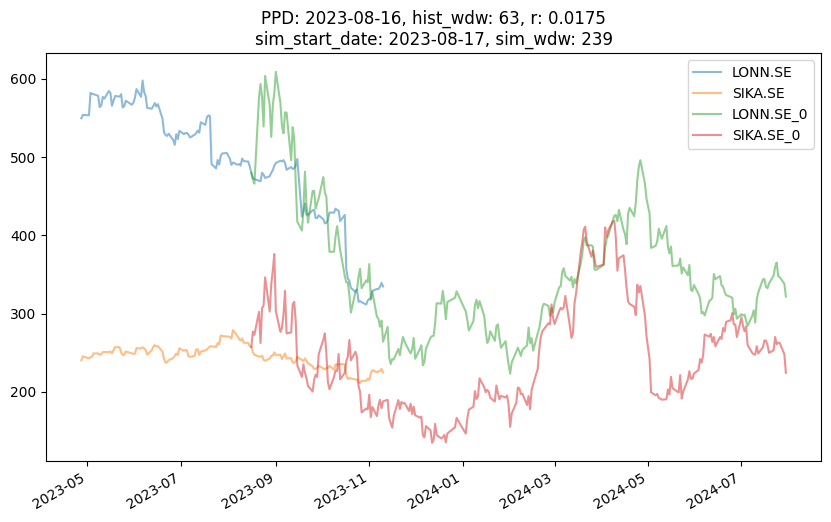 PPD: 2023-08-16, hist_wdw: 63, r: 0.0175
sim_start_date: 2023-08-17, sim_wdw: 239
LONN.SE
SIKA.SE
LONN.SE_0
SIKA.SE_0
600
500
400
300
200
2023-05
2023-07
2023-09
2023-11
2024-01
2024-03
2024-05
2024-07